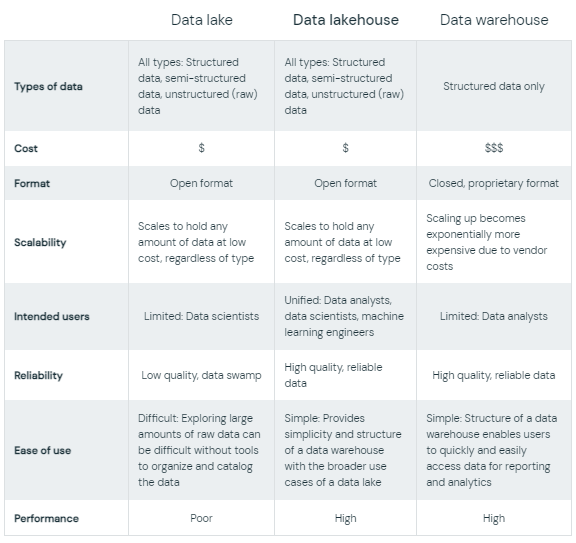 Data lake Data lakehouse Data warehouse
Types of data
All types: Structured
data, semi-structured
data, unstructured (raw)
data
All types: Structured
data, semi-structured
data, unstructured (raw)
data
Structured data only
Cost $ $ $$$
Format Open format Open format Closed, proprietary format
Scalability
Scales to hold any
amount of data at low
cost, regardless of type
Scales to hold any
amount of data at low
cost, regardless of type
Scaling up becomes
exponentially more
expensive due to vendor
costs
Intended users
Limited: Data scientists
Unified: Data analysts,
data scientists, machine
learning engineers
Limited: Data analysts
Reliability
Low quality, data swamp
High quality, reliable
data
High quality, reliable data
Ease of use
Difficult: Exploring large
amounts of raw data can
be difficult without tools
to organize and catalog
the data
Simple: Provides
simplicity and structure
of a data warehouse
with the broader use
cases of a data lake
Simple: Structure of a data
warehouse enables users
to quickly and easily
access data for reporting
and analytics
Performance Poor High High